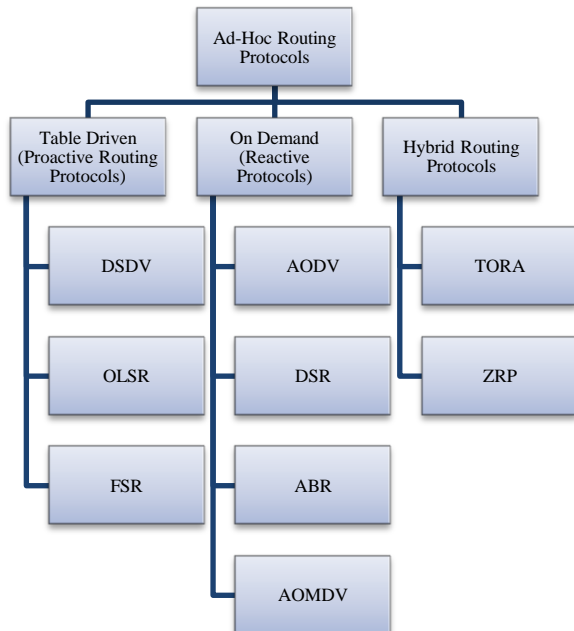 Ad-Hoc Routing
Protocols
Table Driven
(Proactive Routing
Protocols)
On Demand
(Reactive
Protocols)
Hybrid Routing
Protocols
DSDV
AODV
TORA
OLSR
DSR
ZRP
FSR
ABR
AOMDV